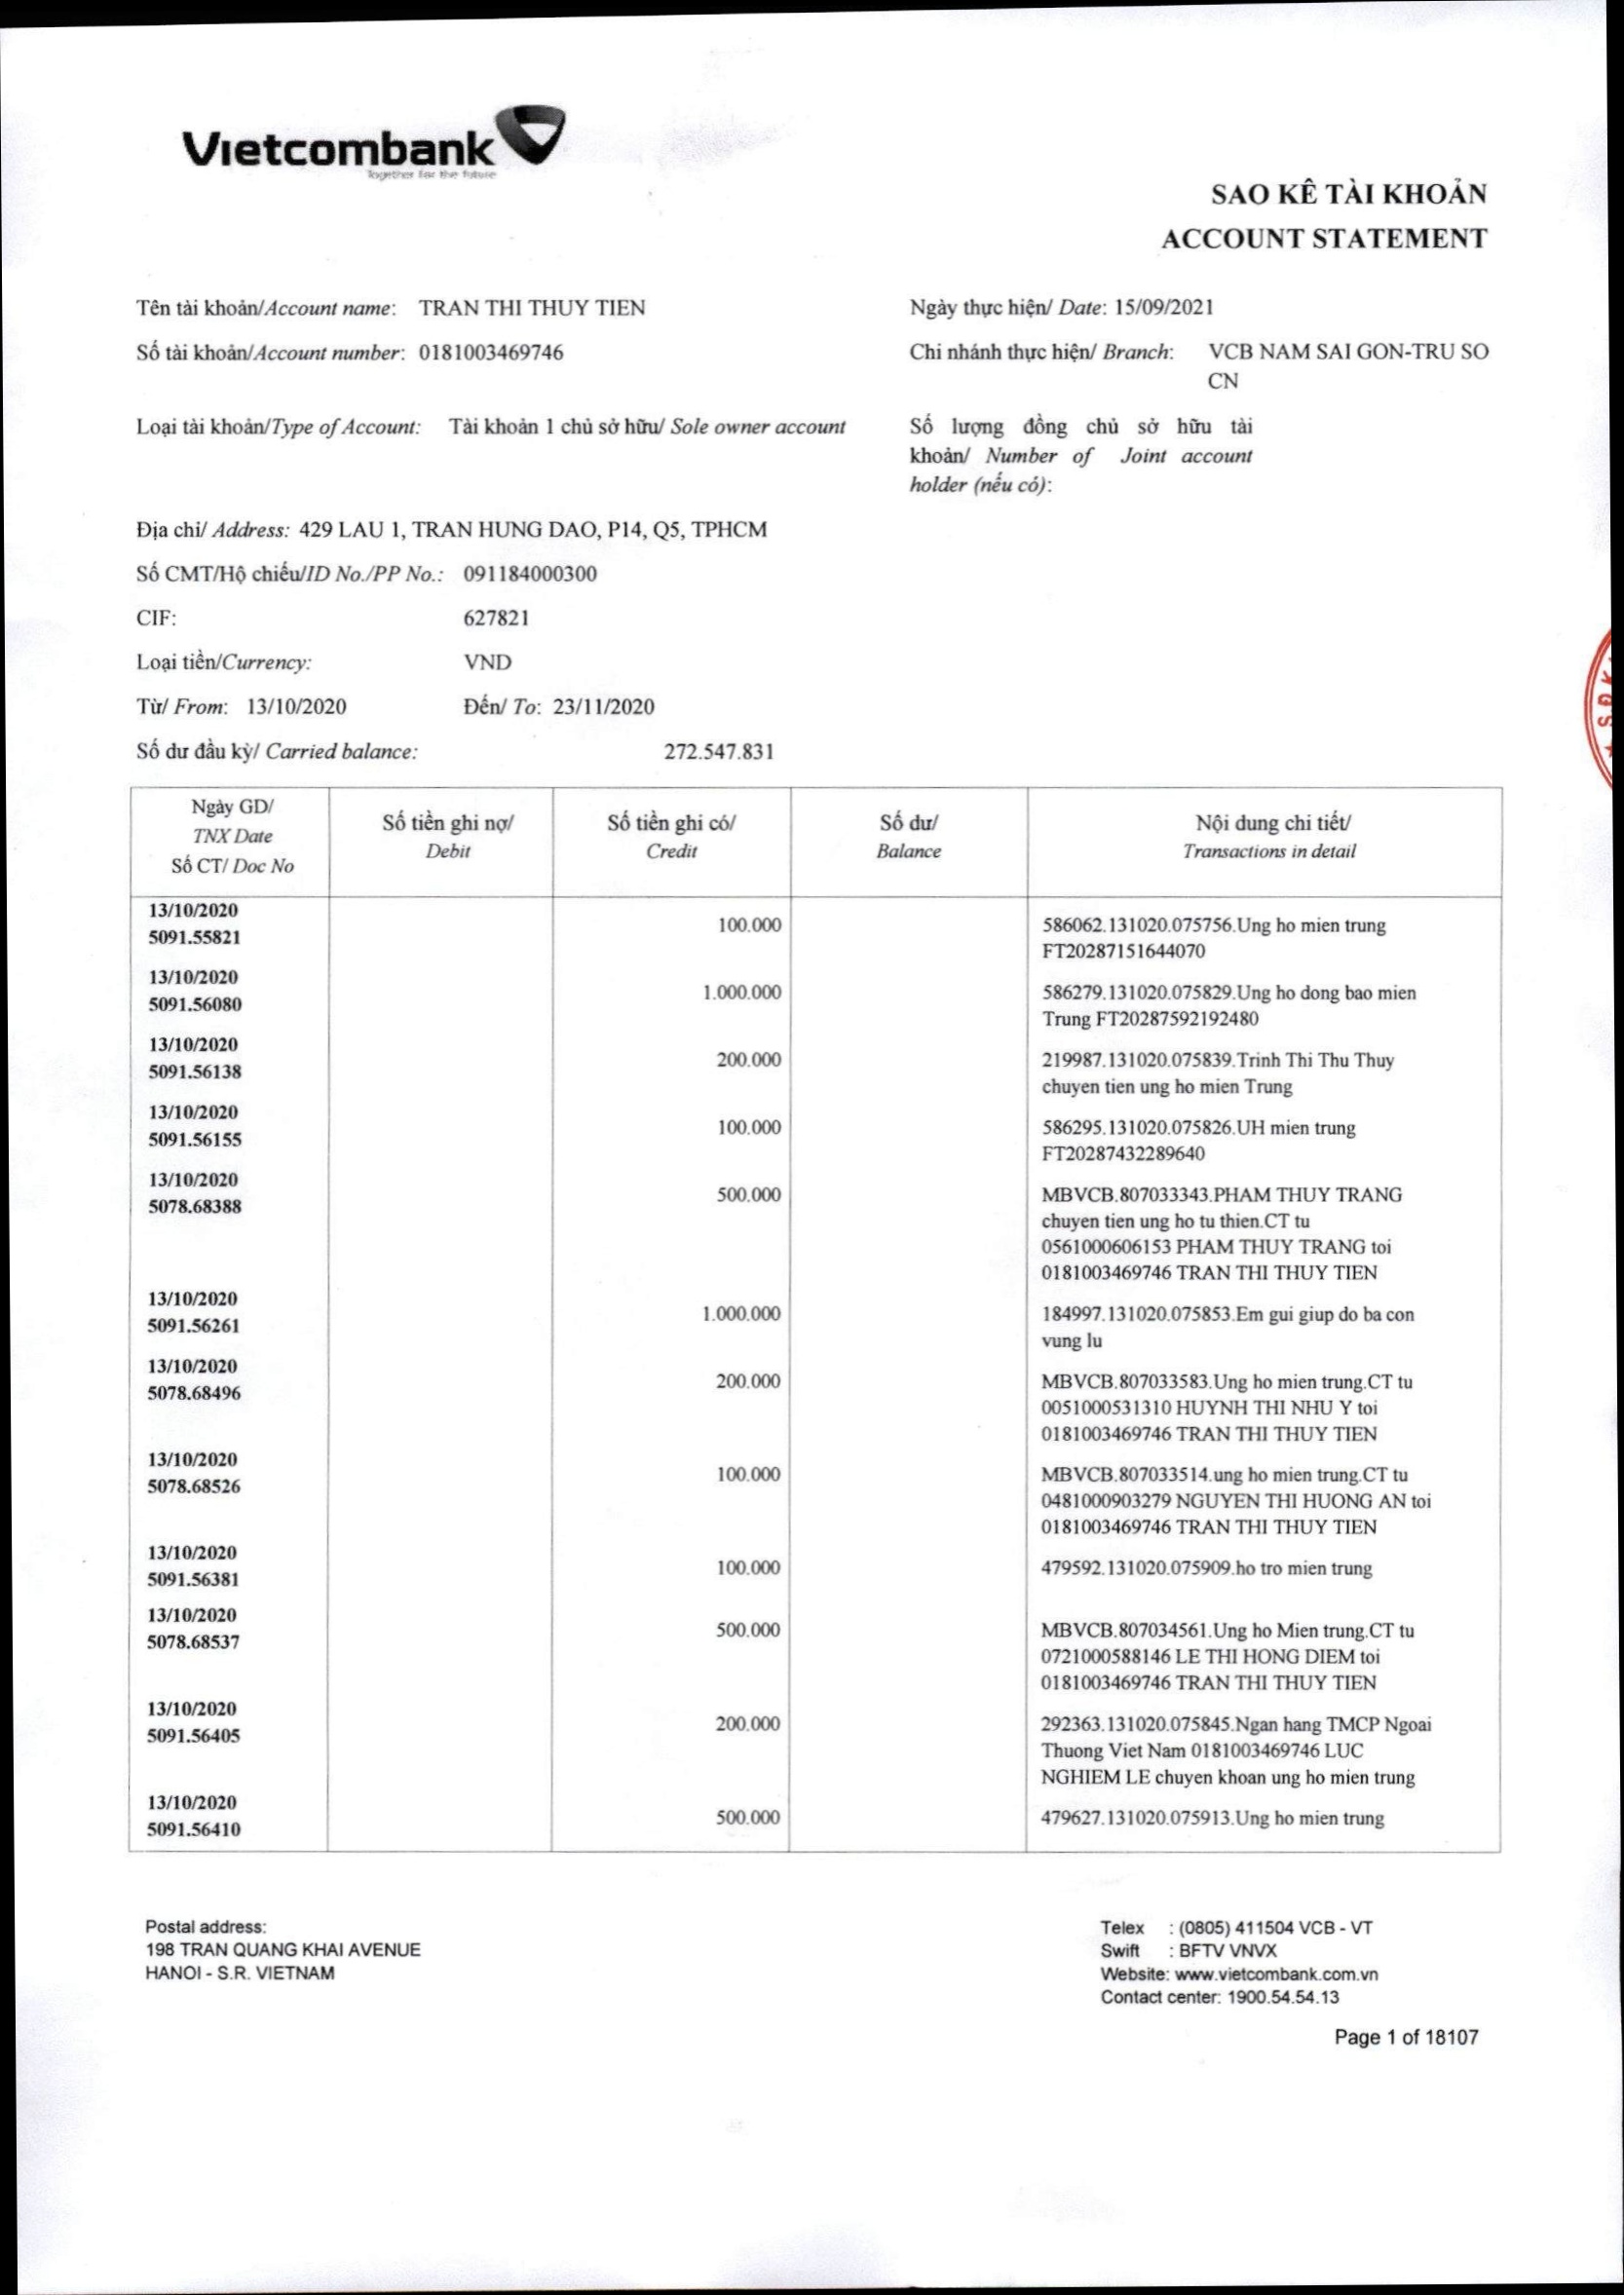 Vietcombank
Together for the future
SAO KÊ TÀI KHOẢN
ACCOUNT STATEMENT
Tên tài khoản/Account name: TRAN THI THUY TIEN
Ngày thực hiện/ Date: 15/09/2021
Số tài khoản/Account number: 0181003469746
Chi nhánh thực hiện/ Branch: VCB NAM SAI GON-TRU SO
CN
Loại tài khoản/Type of Account: Tài khoản 1 chủ sở hữu/ Sole owner account
Số lượng đồng chủ sở hữu tài
khoản/ Number of Joint account
holder (nếu có):
Địa chỉ/ Address: 429 LAU 1, TRAN HUNG DAO, P14, Q5, TPHCM
Số CMT/Hộ chiếu/ID No./PP No.: 091184000300
CIF: 627821
Loại tiền/Currency: VND
Từ/ From: 13/10/2020 Đến/ To: 23/11/2020
Số dư đầu kỳ/ Carried balance: 272.547.831
Ngày GD/
TNX Date
Số CT/ Doc No
Số tiền ghi nợ/
Debit
Số tiền ghi có/
Credit
Số dư/
Balance
Nội dung chi tiết/
Transactions in detail
13/10/2020
5091.55821
100.000
586062.131020.075756.Ung ho mien trung
FT20287151644070
13/10/2020
5091.56080
1.000.000
586279.131020.075829.Ung ho dong bao mien
Trung FT20287592192480
13/10/2020
5091.56138
200.000
219987.131020.075839.Trinh Thi Thu Thuy
chuyen tien ung ho mien Trung
13/10/2020
5091.56155
100.000
586295.131020.075826.UH mien trung
FT20287432289640
13/10/2020
5078.68388
500.000
MBVCB.807033343.PHAM THUY TRANG
chuyen tien ung ho tu thien.CT tu
0561000606153 PHAM THUY TRANG toi
0181003469746 TRAN THI THUY TIEN
13/10/2020
5091.56261
1.000.000
184997.131020.075853.Em gui giup do ba con
vung lu
13/10/2020
5078.68496
200.000
MBVCB.807033583.Ung ho mien trung.CT tu
0051000531310 HUYNH THI NHU Y toi
0181003469746 TRAN THI THUY TIEN
13/10/2020
5078.68526
100.000
MBVCB.807033514.ung ho mien trung.CT tu
0481000903279 NGUYEN THI HUONG AN toi
0181003469746 TRAN THI THUY TIEN
13/10/2020
5091.56381
100.000
479592.131020.075909.ho tro mien trung
13/10/2020
5078.68537
500.000
MBVCB.807034561.Ung ho Mien trung.CT tu
0721000588146 LE THI HONG DIEM toi
0181003469746 TRAN THI THUY TIEN
13/10/2020
5091.56405
200.000
292363.131020.075845.Ngan hang TMCP Ngoai
Thuong Viet Nam 0181003469746 LUC
NGHIEM LE chuyen khoan ung ho mien trung
13/10/2020
5091.56410
500.000
479627.131020.075913.Ung ho mien trung
Postal address:
198 TRAN QUANG KHAI AVENUE
HANOI - S.R. VIETNAM
Telex : (0805) 411504 VCB - VT
Swift : BFTV VNVX
Website: www.vietcombank.com.vn
Contact center: 1900.54.54.13
Page 1 of 18107